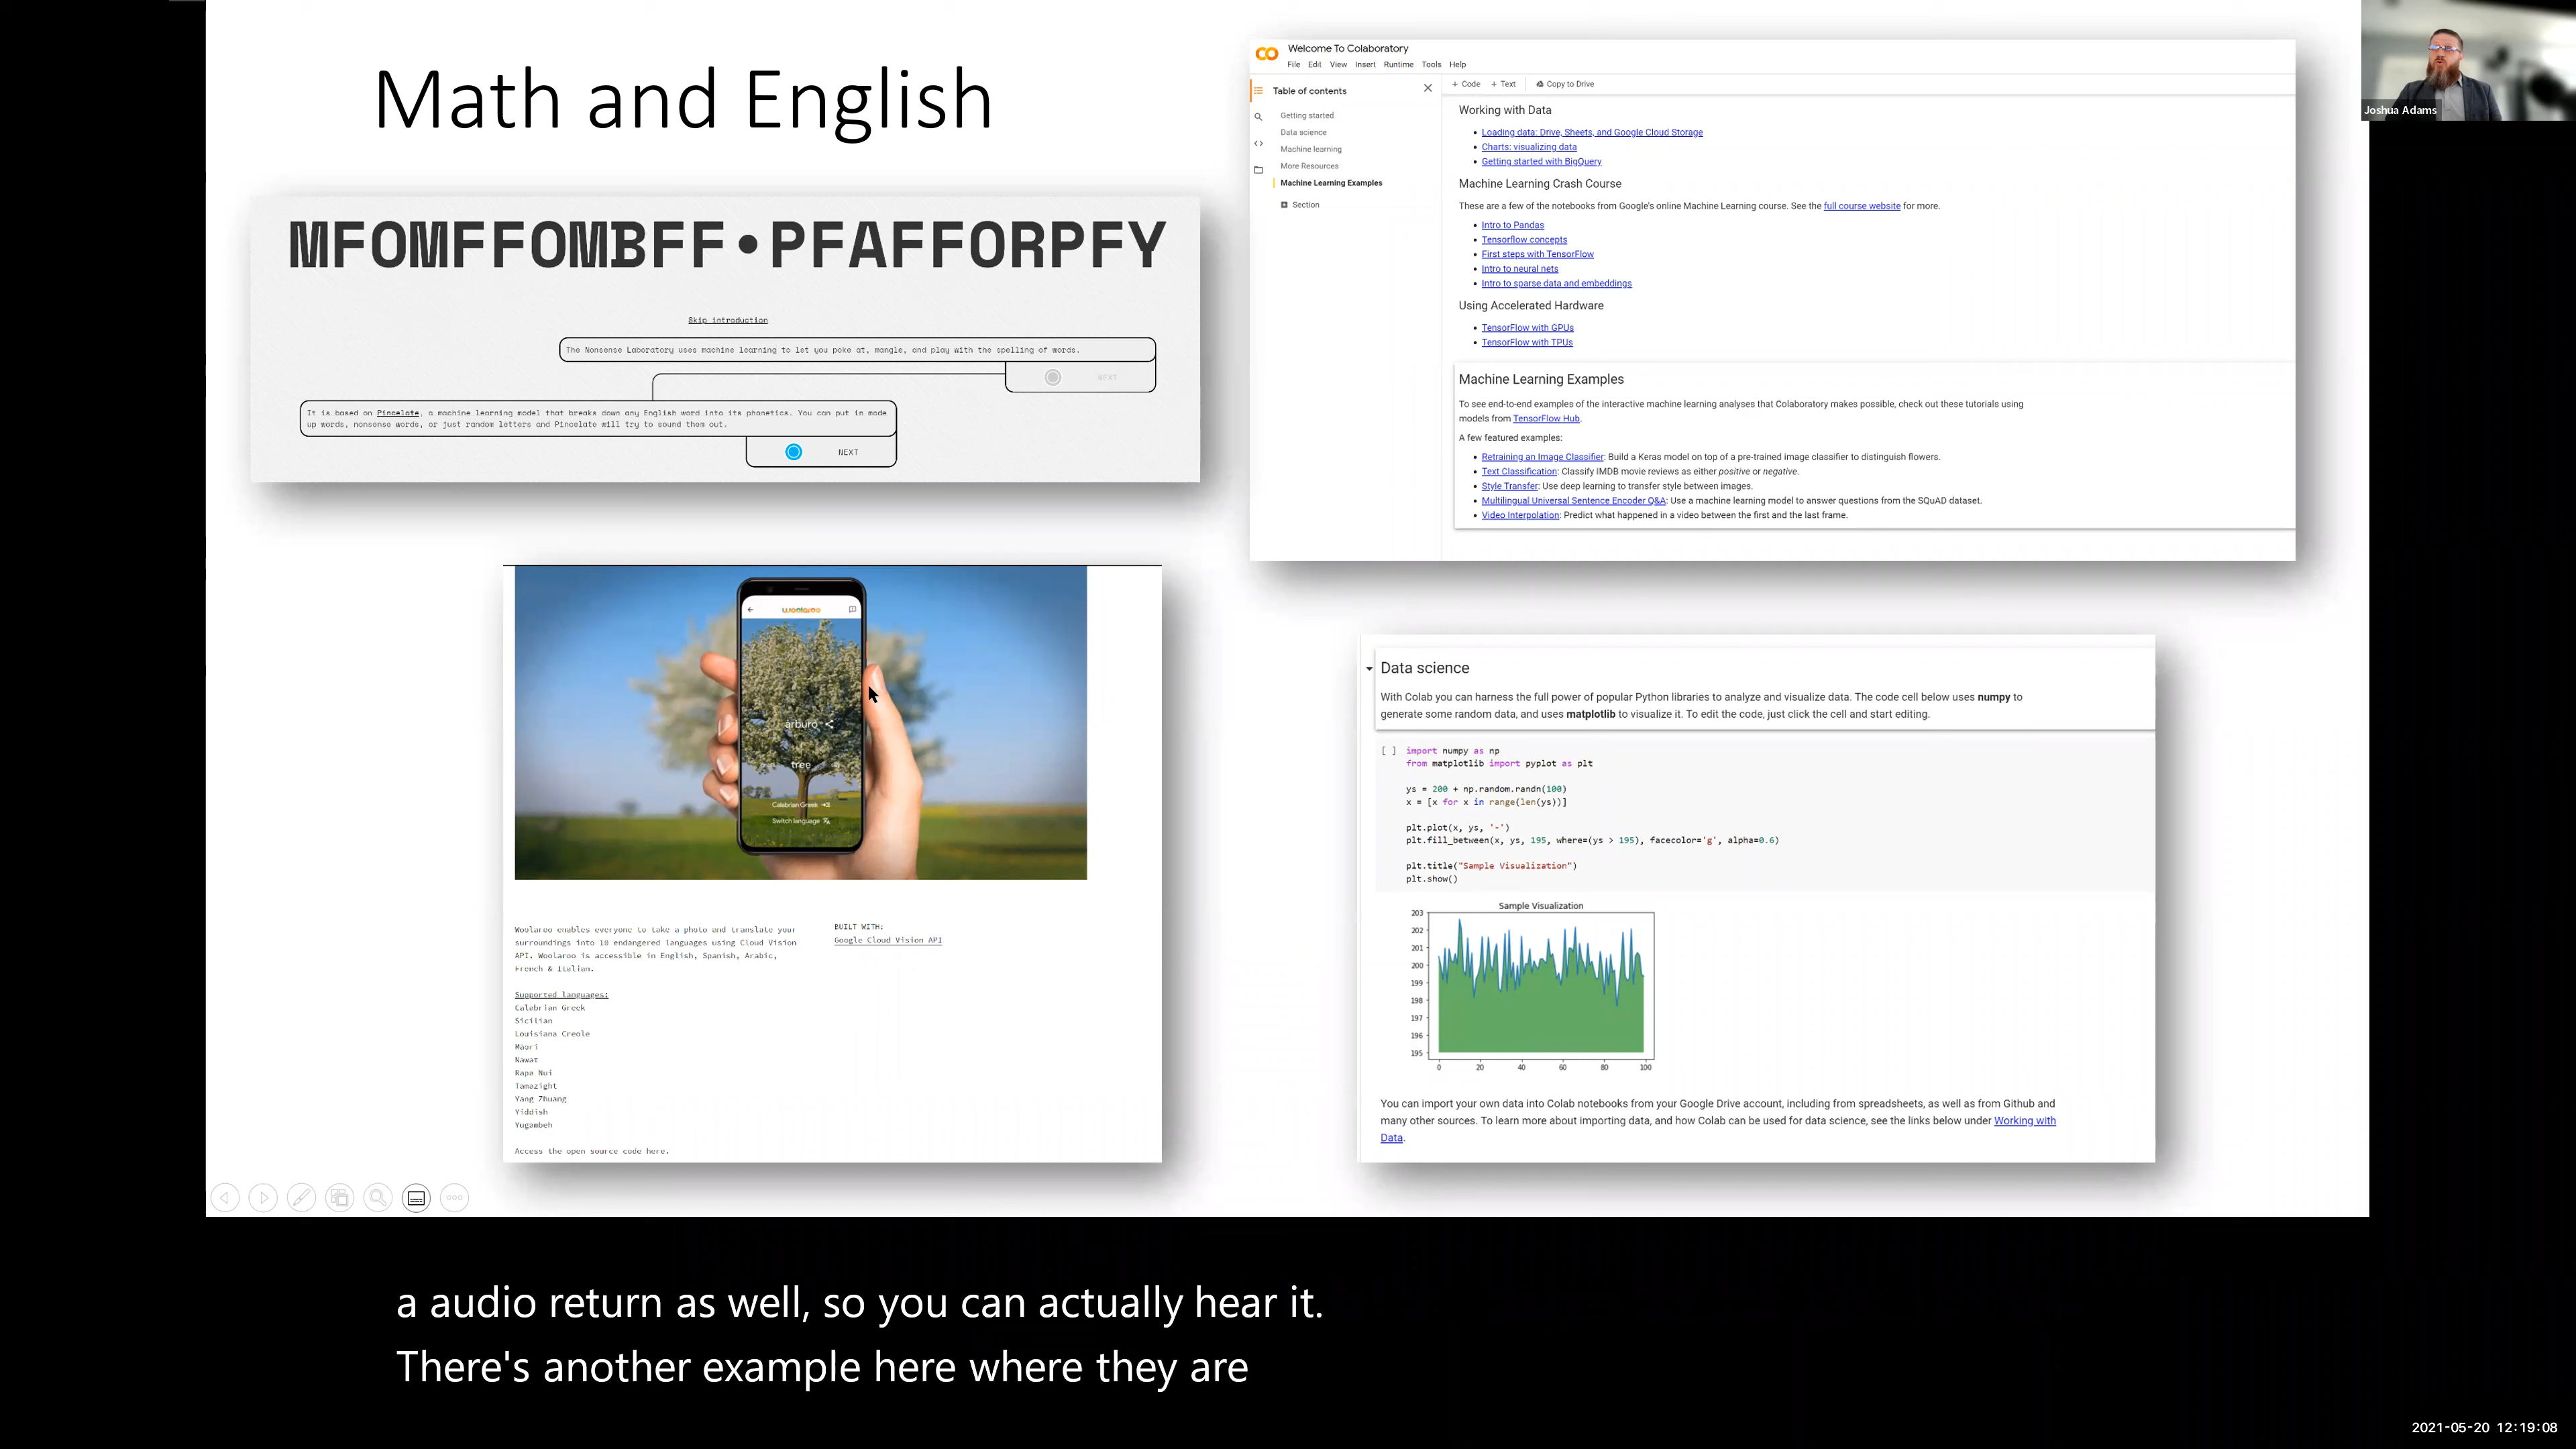 Math and English
MFOMFFOMBFF•PFAFFORPFY
Skip introduction
The Nonsense Laboratory uses machine learning to let you poke at, mangle, and play with the spelling of words.
NEXT
It is based on Pincelate, a machine learning model that breaks down any English word into its phonetics. You can put in made
up words, nonsense words, or just random letters and Pincelate will try to sound them out.
NEXT
Welcome To Colaboratory
File Edit View Insert Runtime Tools Help
Table of contents
Getting started
Data science
Machine learning
More Resources
Machine Learning Examples
Section
+ Code + Text Copy to Drive
Working with Data
• Loading data: Drive, Sheets, and Google Cloud Storage
• Charts: visualizing data
• Getting started with BigQuery
Machine Learning Crash Course
These are a few of the notebooks from Google's online Machine Learning course. See the full course website for more.
• Intro to Pandas
• Tensorflow concepts
• First steps with TensorFlow
• Intro to neural nets
• Intro to sparse data and embeddings
Using Accelerated Hardware
• TensorFlow with GPUs
• TensorFlow with TPUs
Machine Learning Examples
To see end-to-end examples of the interactive machine learning analyses that Colaboratory makes possible, check out these tutorials using
models from TensorFlow Hub.
A few featured examples:
• Retraining an Image Classifier: Build a Keras model on top of a pre-trained image classifier to distinguish flowers.
• Text Classification: Classify IMDB movie reviews as either positive or negative.
• Style Transfer: Use deep learning to transfer style between images.
• Multilingual Universal Sentence Encoder Q&A: Use a machine learning model to answer questions from the SQuAD dataset.
• Video Interpolation: Predict what happened in a video between the first and the last frame.
Joshua Adams
woolaroo
àrburo
tree
Calabrian Greek
Switch language
Woolaroo enables everyone to take a photo and translate your
surroundings into 10 endangered languages using Cloud Vision
API. Woolaroo is accessible in English, Spanish, Arabic,
French & Italian.
BUILT WITH:
Google Cloud Vision API
Supported languages:
Calabrian Greek
Sicilian
Louisiana Creole
Māori
Nawat
Rapa Nui
Tamazight
Yang Zhuang
Yiddish
Yugambeh
Access the open source code here.
Data science
With Colab you can harness the full power of popular Python libraries to analyze and visualize data. The code cell below uses numpy to
generate some random data, and uses matplotlib to visualize it. To edit the code, just click the cell and start editing.
[ ] import numpy as np
from matplotlib import pyplot as plt
ys = 200 + np.random.randn(100)
x = [x for x in range(len(ys))]
plt.plot(x, ys, '-')
plt.fill_between(x, ys, 195, where=(ys > 195), facecolor='g', alpha=0.6)
plt.title("Sample Visualization")
plt.show()
Sample Visualization
203
202
201
200
199
198
197
196
195
0 20 40 60 80 100
You can import your own data into Colab notebooks from your Google Drive account, including from spreadsheets, as well as from Github and
many other sources. To learn more about importing data, and how Colab can be used for data science, see the links below under Working with
Data.
a audio return as well, so you can actually hear it.
There's another example here where they are
2021-05-20 12:19:08